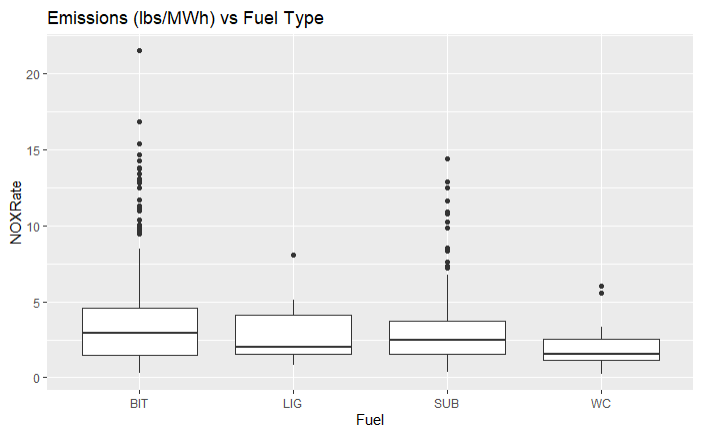 Emissions (lbs/MWh) vs Fuel Type
NOXRate
20
15
10
5
0
BIT LIG SUB WC
Fuel